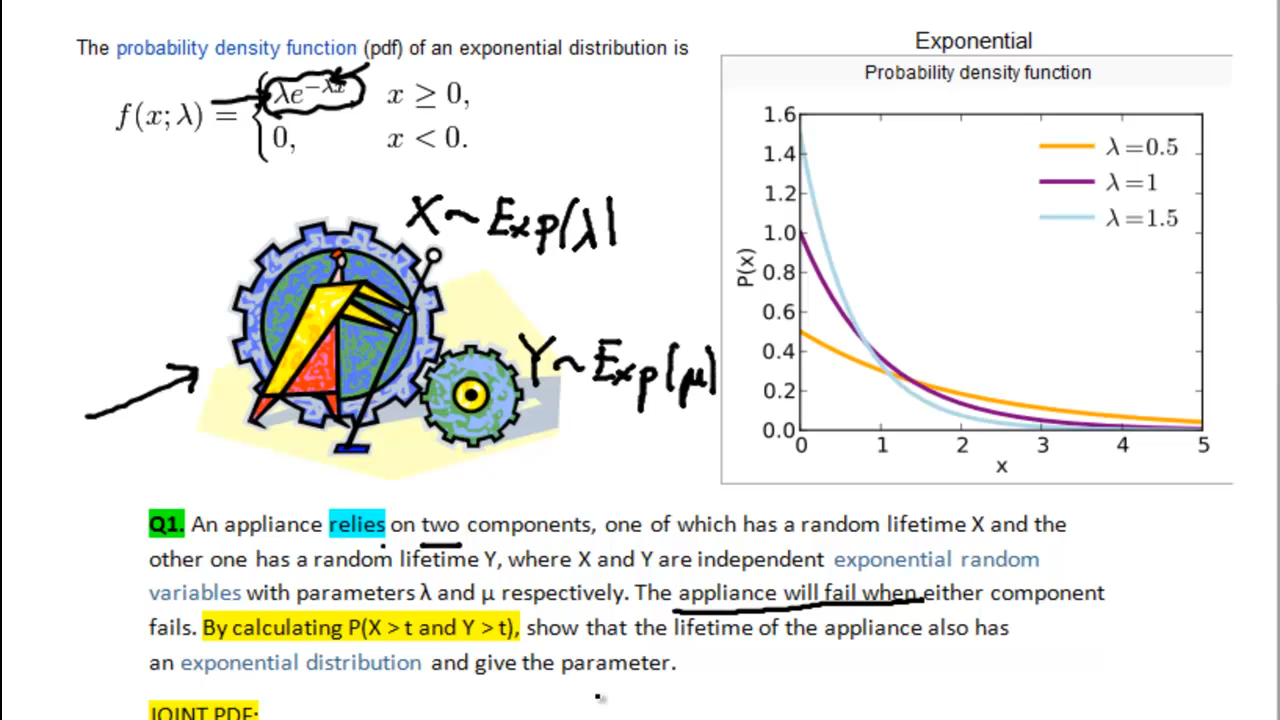 The probability density function (pdf) of an exponential distribution is
f(x; λ) = { λe^{−λx}, x ≥ 0,
0, x < 0.
X ~ Exp(λ)
Y ~ Exp(μ)
Exponential
Probability density function
λ=0.5
λ=1
λ=1.5
P(x)
1.6
1.4
1.2
1.0
0.8
0.6
0.4
0.2
0.0
0 1 2 3 4 5
x
Q1. An appliance relies on two components, one of which has a random lifetime X and the
other one has a random lifetime Y, where X and Y are independent exponential random
variables with parameters λ and μ respectively. The appliance will fail when either component
fails. By calculating P(X > t and Y > t), show that the lifetime of the appliance also has
an exponential distribution and give the parameter.
JOINT PDF: